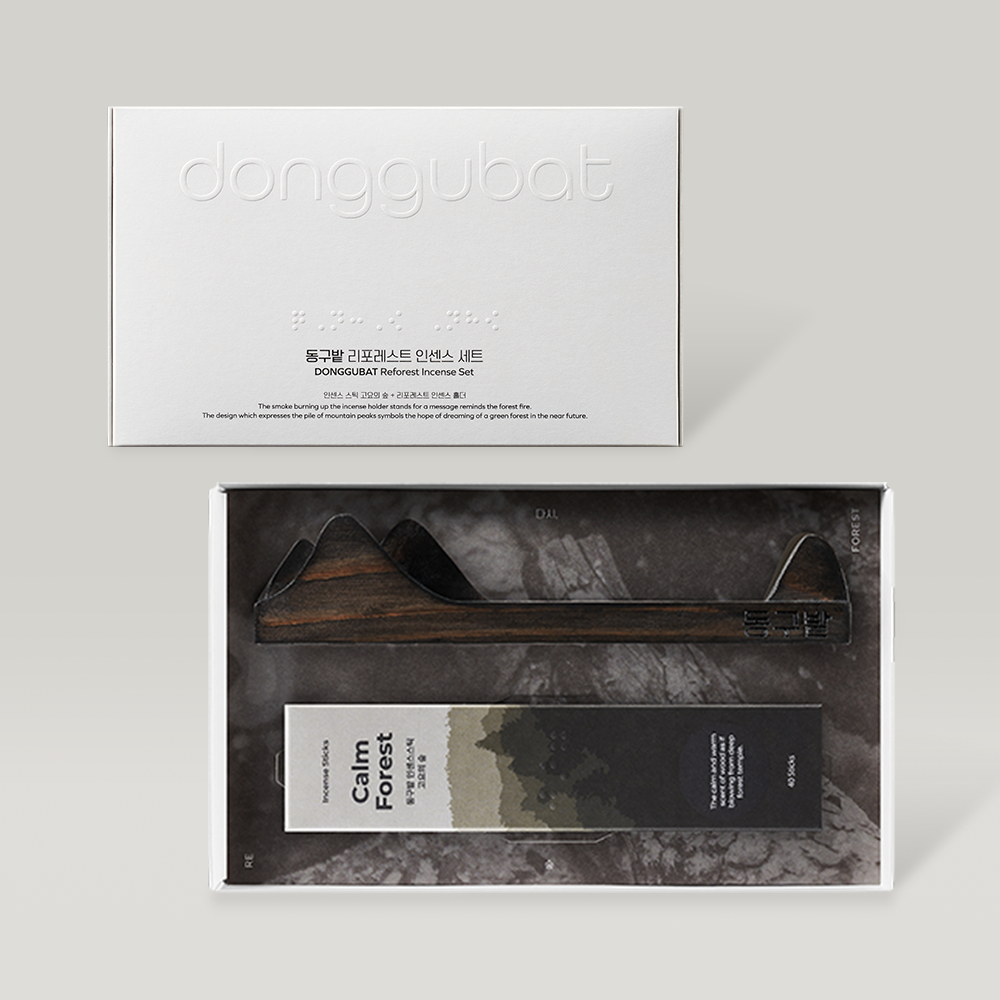 donggubat
동구밭 리포레스트 인센스 세트
DONGGUBAT Reforest Incense Set
인센스 스틱 고요의 숲 + 리포레스트 인센스 홀더
The smoke burning up the incense holder stands for a message reminds the forest fire.
The design which expresses the pile of mountain peaks symbols the hope of dreaming of a green forest in the near future.
다시,
FOREST
동구밭
Incense Sticks
Calm
Forest
동구밭 인센스스틱
고요의 숲
The calm and warm
scent of wood as if
blowing from deep
forest temple.
40 Sticks
RE
숲